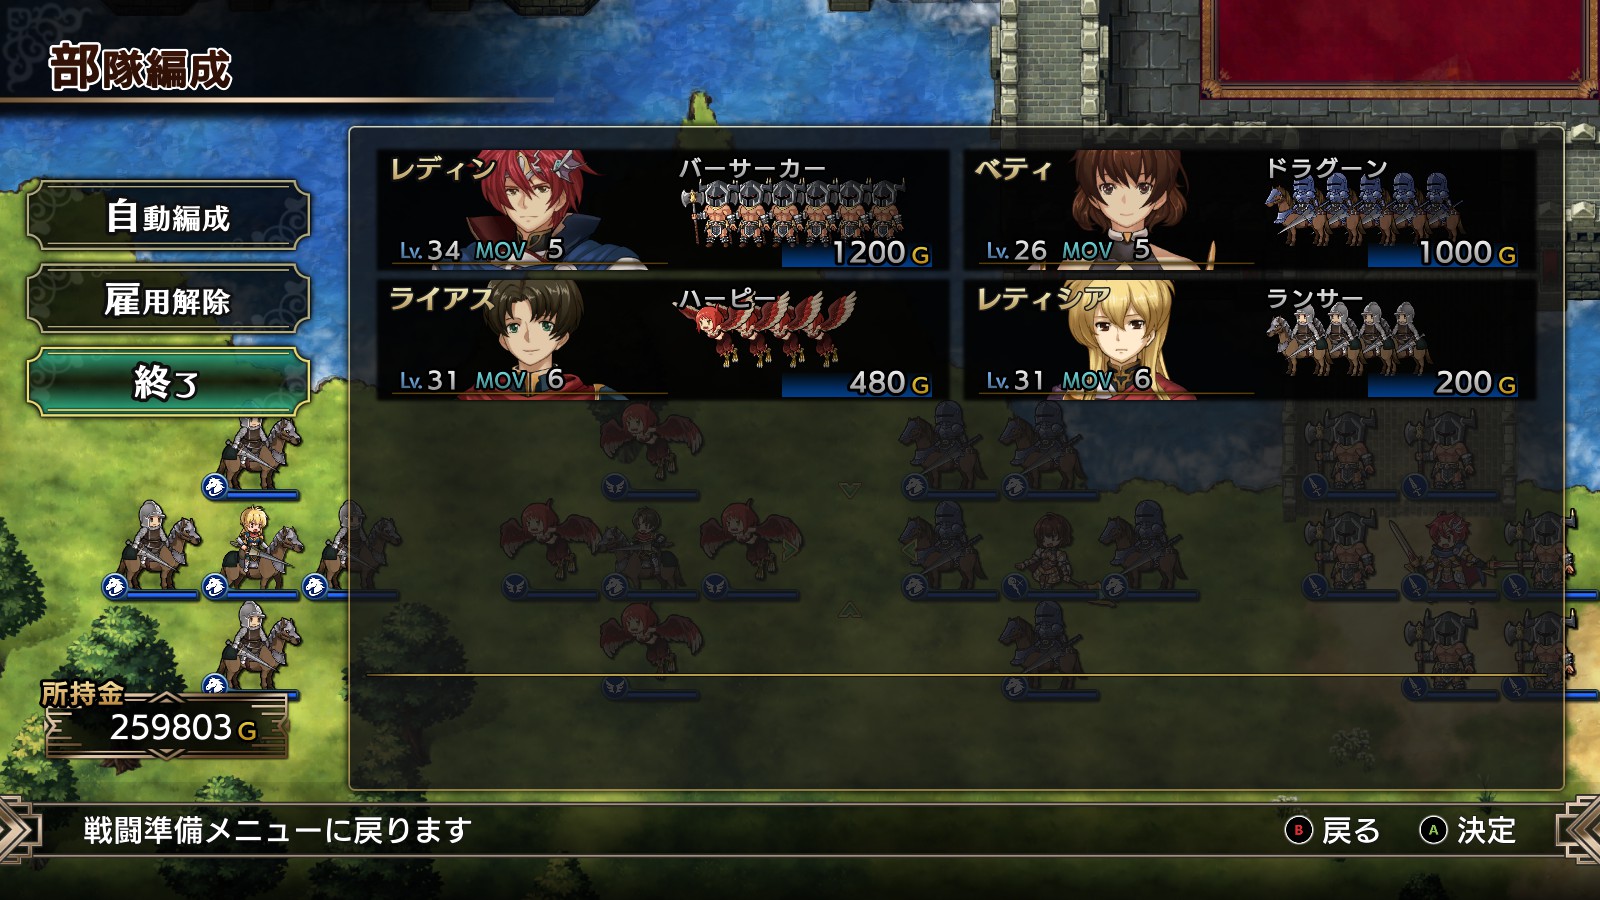 部隊編成
自動編成
雇用解除
終了
レディン
バーサーカー
Lv.34 MOV 5
1200 G
ベティ
ドラグーン
Lv.26 MOV 5
1000 G
ライアス
ハーピー
Lv.31 MOV 6
480 G
レティシア
ランサー
Lv.31 MOV 6
200 G
所持金
259803 G
戦闘準備メニューに戻ります
B 戻る
A 決定